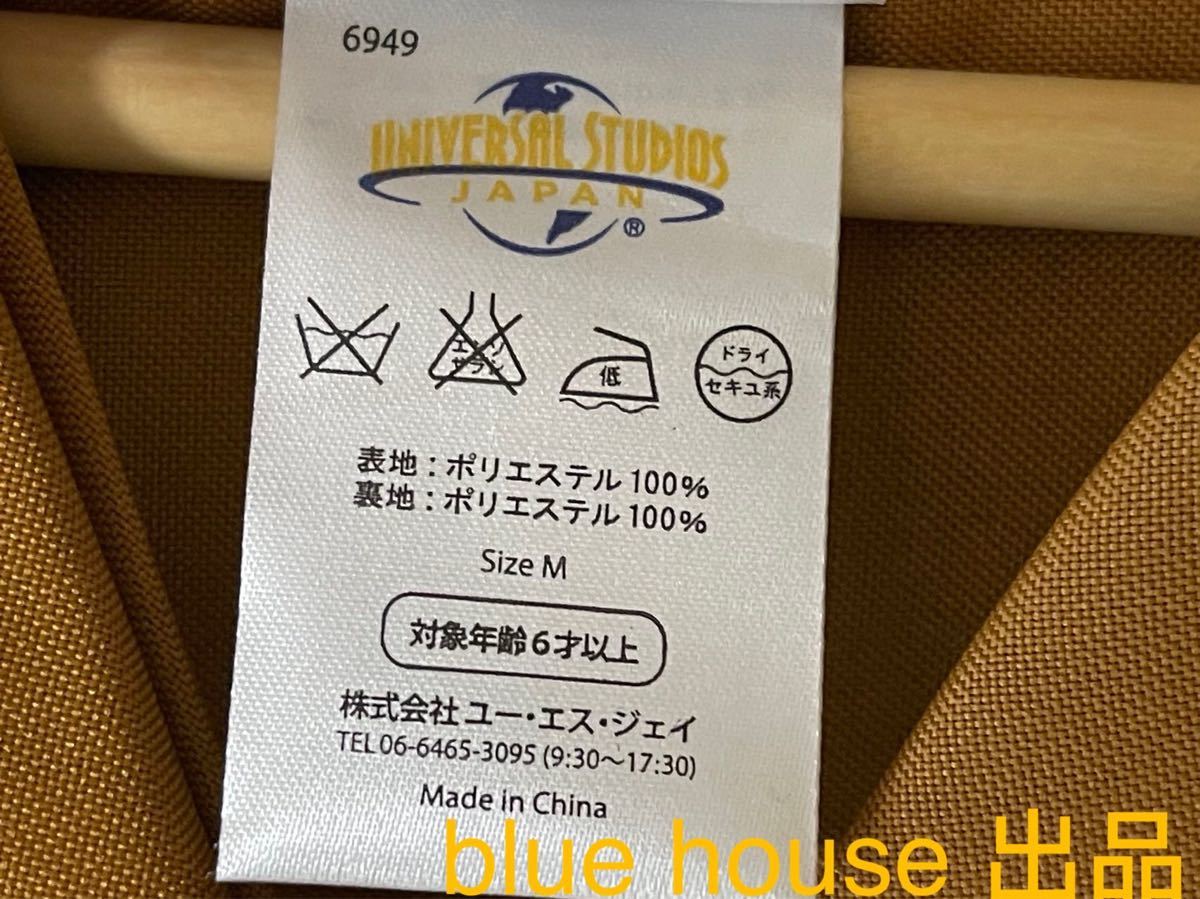 6949
UNIVERSAL STUDIOS
JAPAN
®
エンソ
サラシ
低
ドライ
セキユ系
表地：ポリエステル 100%
裏地：ポリエステル 100%
Size M
対象年齢6才以上
株式会社 ユー・エス・ジェイ
TEL 06-6465-3095 (9:30～17:30)
Made in China
blue house 出品